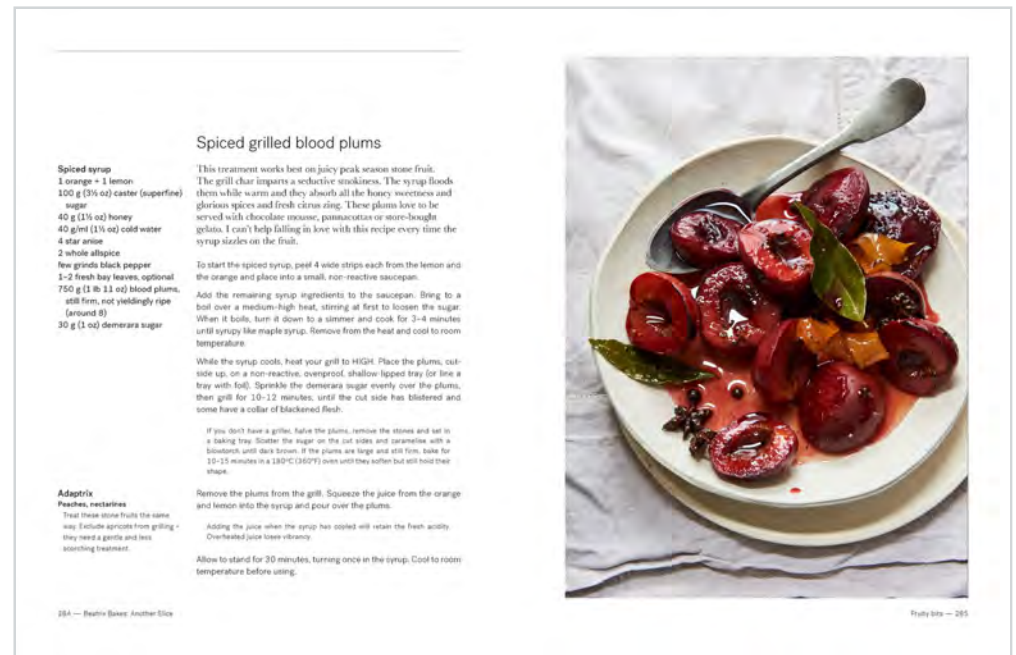 Spiced grilled blood plums
Spiced syrup
1 orange + 1 lemon
100 g (3½ oz) caster (superfine)
sugar
40 g (1½ oz) honey
40 g/ml (1½ oz) cold water
4 star anise
2 whole allspice
few grinds black pepper
1–2 fresh bay leaves, optional
750 g (1 lb 11 oz) blood plums,
still firm, not yieldingly ripe
(around 8)
30 g (1 oz) demerara sugar
This treatment works best on juicy peak season stone fruit.
The grill char imparts a seductive smokiness. The syrup floods
them while warm and they absorb all the honey sweetness and
glorious spices and fresh citrus zing. These plums love to be
served with chocolate mousse, pannacottas or store-bought
gelato. I can't help falling in love with this recipe every time the
syrup sizzles on the fruit.
To start the spiced syrup, peel 4 wide strips each from the lemon and
the orange and place into a small, non-reactive saucepan.
Add the remaining syrup ingredients to the saucepan. Bring to a
boil over a medium–high heat, stirring at first to loosen the sugar.
When it boils, turn it down to a simmer and cook for 3–4 minutes
until syrupy like maple syrup. Remove from the heat and cool to room
temperature.
While the syrup cools, heat your grill to HIGH. Place the plums, cut-
side up, on a non-reactive, ovenproof, shallow-lipped tray (or line a
tray with foil). Sprinkle the demerara sugar evenly over the plums,
then grill for 10–12 minutes, until the cut side has blistered and
some have a collar of blackened flesh.
If you don't have a griller, halve the plums, remove the stones and set in
a baking tray. Scatter the sugar on the cut sides and caramelise with a
blowtorch until dark brown. If the plums are large and still firm, bake for
10–15 minutes in a 180°C (360°F) oven until they soften but still hold their
shape.
Adaptrix
Peaches, nectarines
Treat these stone fruits the same
way. Exclude apricots from grilling –
they need a gentle and less
scorching treatment.
Remove the plums from the grill. Squeeze the juice from the orange
and lemon into the syrup and pour over the plums.
Adding the juice when the syrup has cooled will retain the fresh acidity.
Overheated juice loses vibrancy.
Allow to stand for 30 minutes, turning once in the syrup. Cool to room
temperature before using.
284 — Beatrix Bakes: Another Slice
Fruity bits — 285